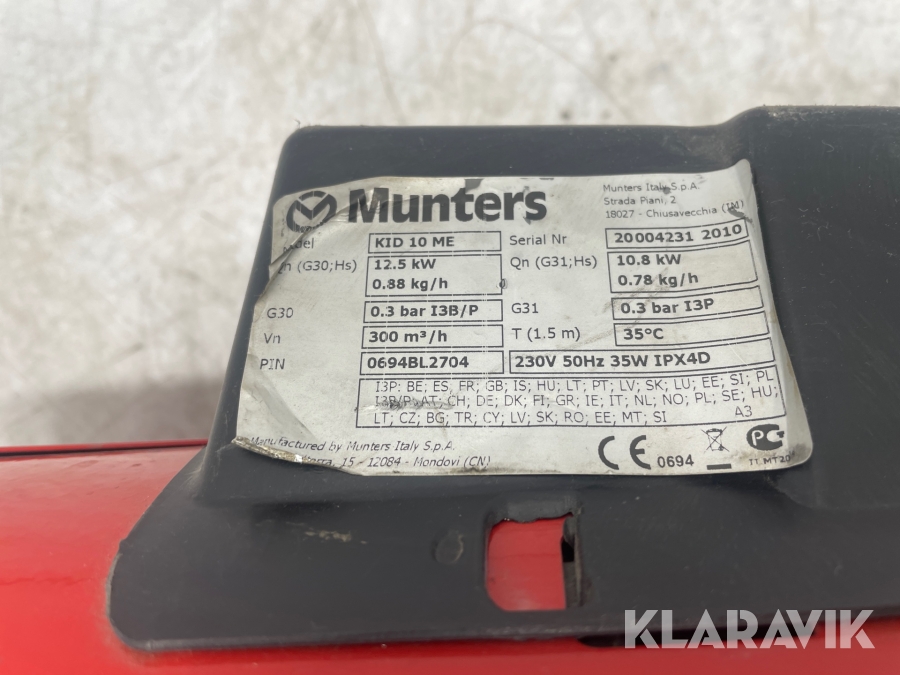 Munters
Munters Italy S.p.A.
Strada Piani, 2
18027 - Chiusavecchia (IM)
KID 10 ME
Serial Nr
20004231 2010
Qn (G30;Hs)
12.5 kW
0.88 kg/h
Qn (G31;Hs)
10.8 kW
0.78 kg/h
G30
0.3 bar I3B/P
G31
0.3 bar I3P
Vn
300 m³/h
T (1.5 m)
35°C
PIN
0694BL2704
230V 50Hz 35W IPX4D
I3P: BE; ES, FR; GB; IS; HU; LT; PT; LV; SK; LU; EE; SI; PL
I3B/P: AT; CH; DE; DK; FI; GR; IE; IT; NL; NO; PL; SE; HU;
LT; CZ; BG; TR; CY; LV; SK; RO; EE; MT; SI
A3
Manufactured by Munters Italy S.p.A.
15 - 12084 - Mondovì (CN)
CE 0694
KLARAVIK